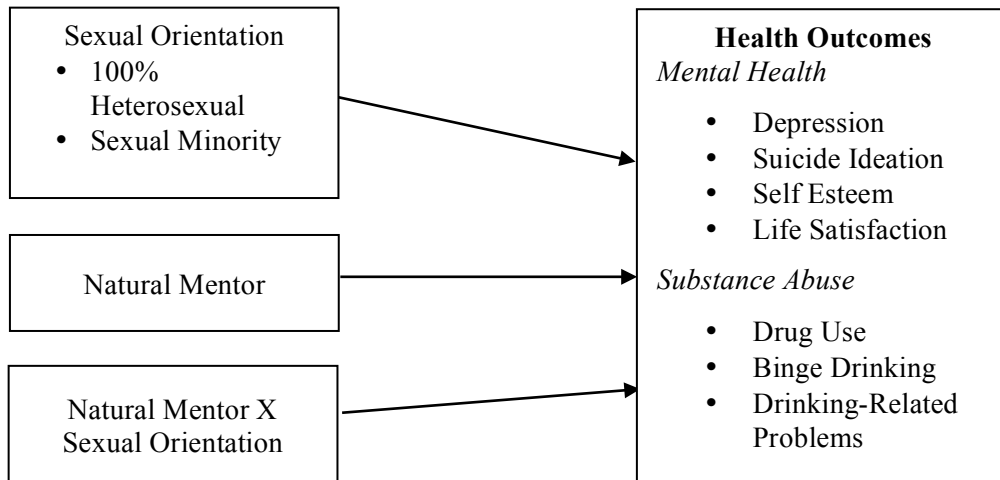 Sexual Orientation
• 100%
Heterosexual
• Sexual Minority
Natural Mentor
Natural Mentor X
Sexual Orientation
Health Outcomes
Mental Health
• Depression
• Suicide Ideation
• Self Esteem
• Life Satisfaction
Substance Abuse
• Drug Use
• Binge Drinking
• Drinking-Related
Problems